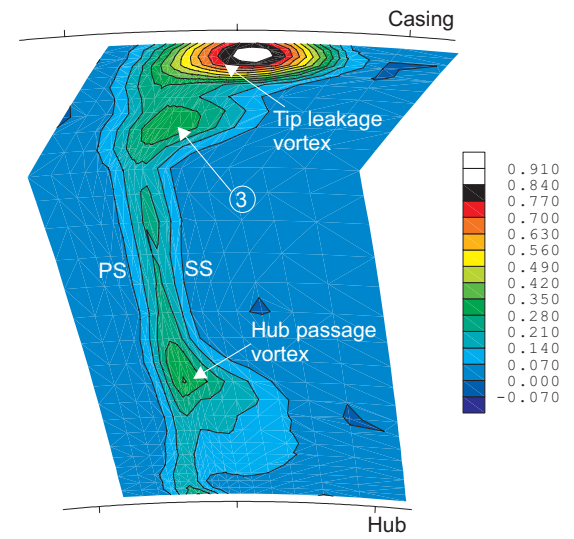 Casing
Tip leakage
vortex
3
PS
SS
Hub passage
vortex
Hub
0.910
0.840
0.770
0.700
0.630
0.560
0.490
0.420
0.350
0.280
0.210
0.140
0.070
0.000
-0.070